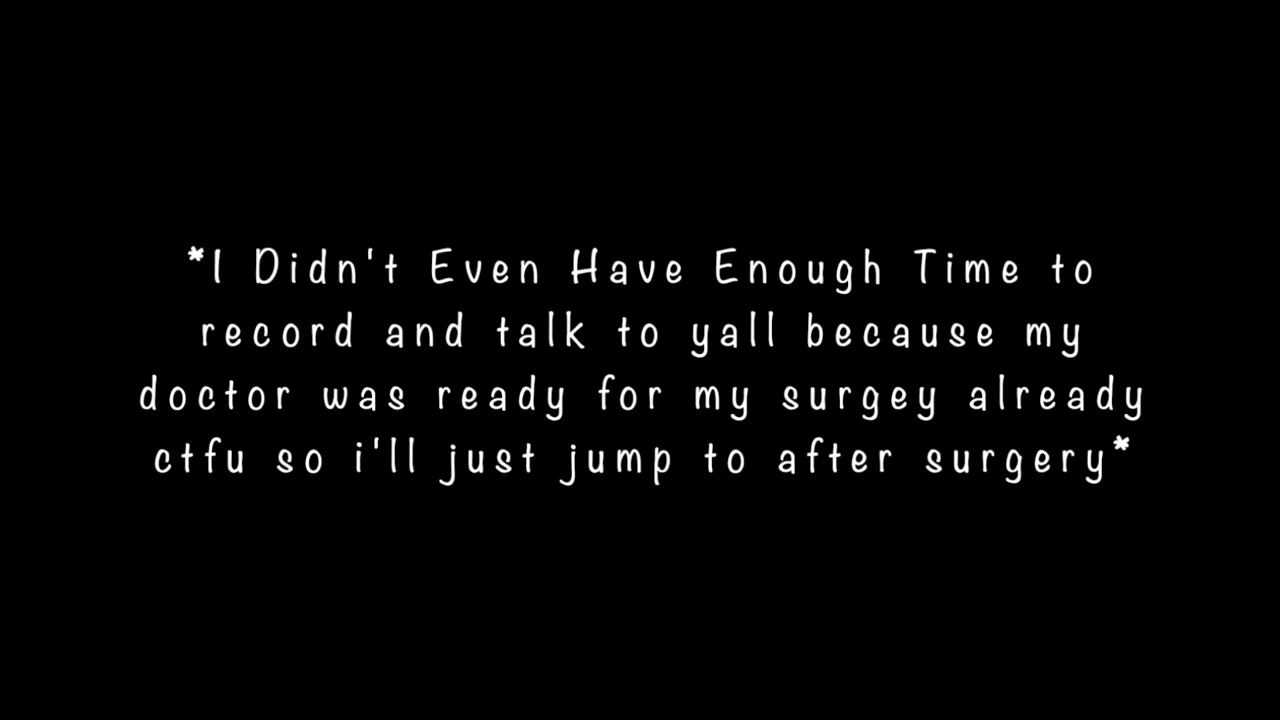 *I Didn't Even Have Enough Time to
record and talk to yall because my
doctor was ready for my surgey already
ctfu so i'll just jump to after surgery*